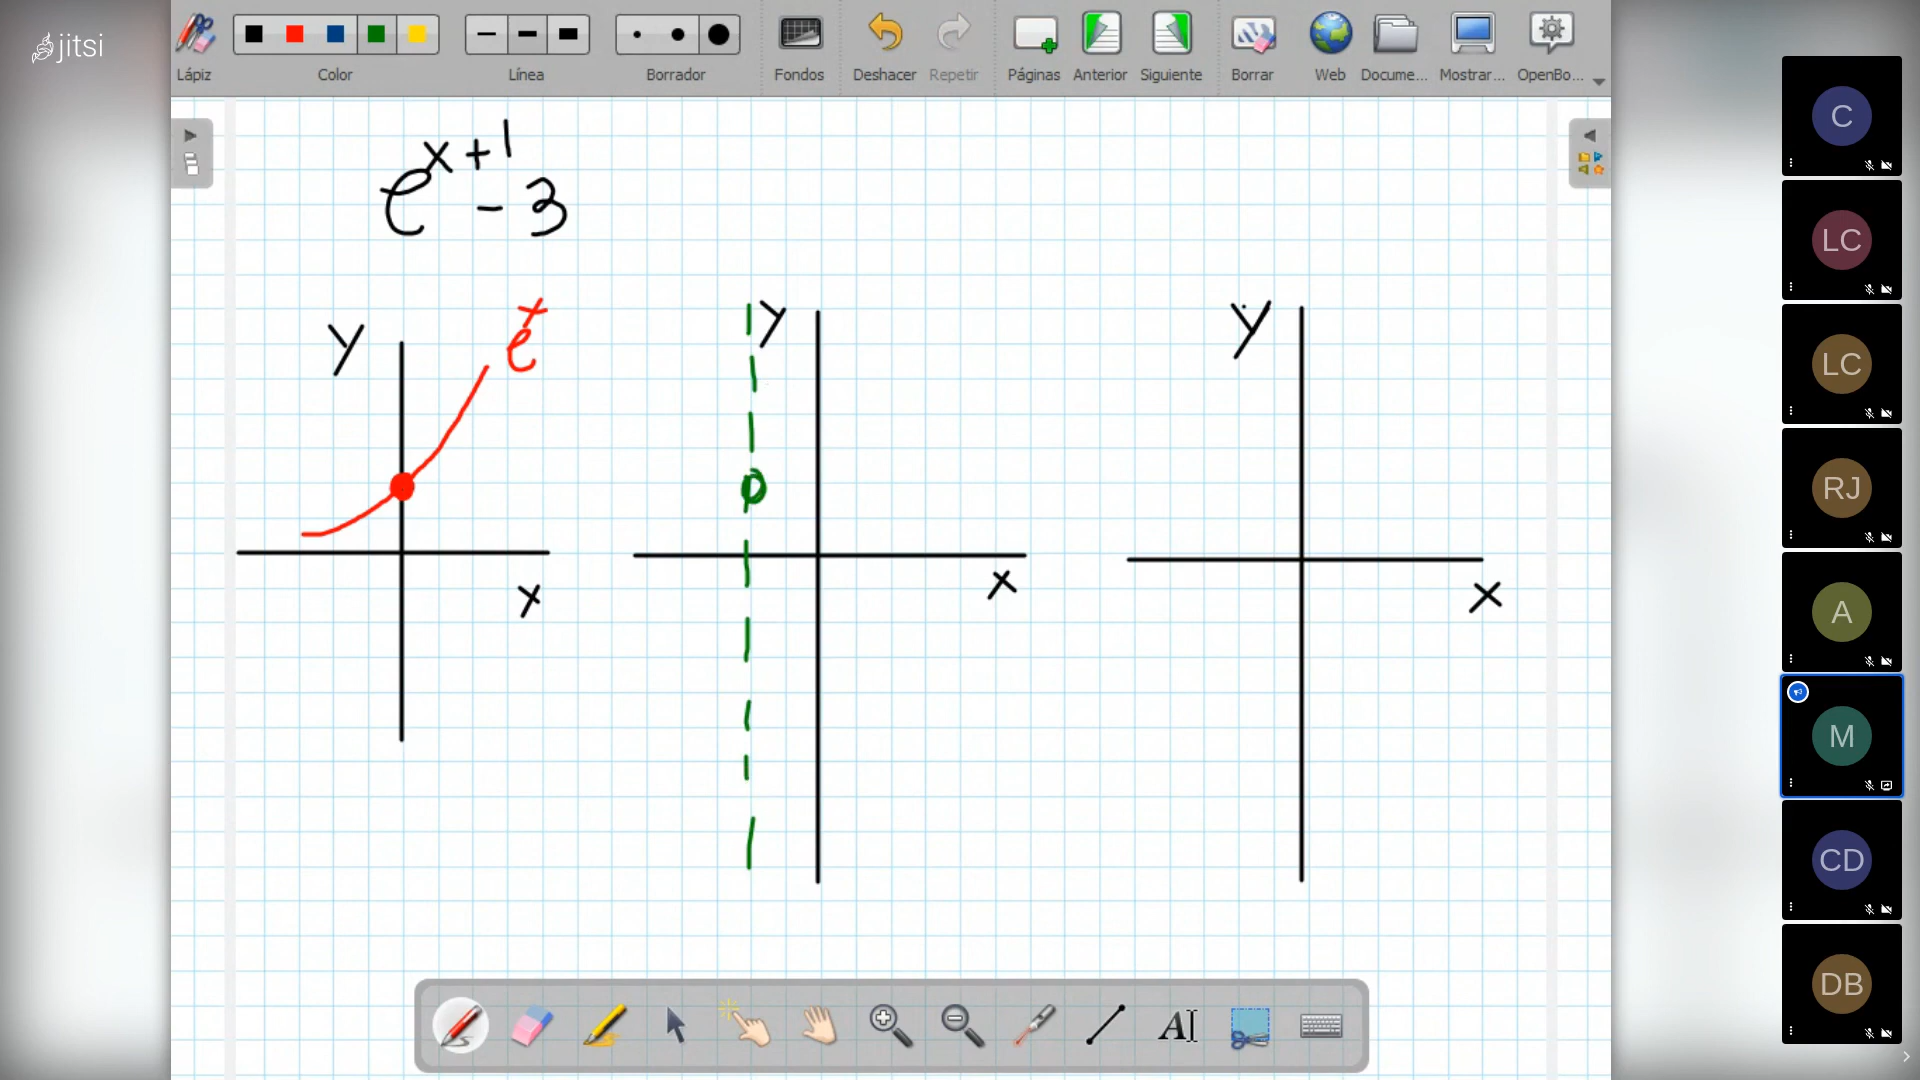 jitsi
Lápiz
Color
Línea
Borrador
Fondos
Deshacer
Repetir
Páginas
Anterior
Siguiente
Borrar
Web
Docume...
Mostrar...
OpenBo...
e^{x+1} - 3
y
e^x
x
y
x
y
x
AI
C
LC
LC
RJ
A
M
CD
DB